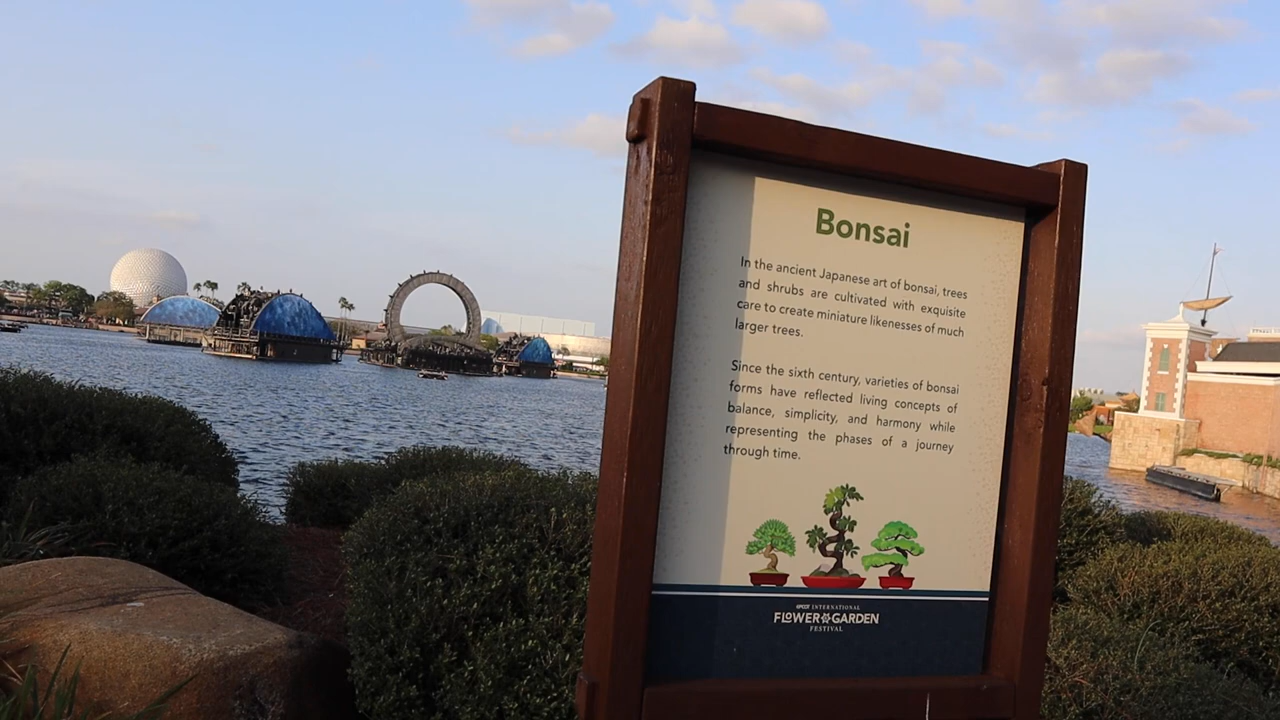 Bonsai
In the ancient Japanese art of bonsai, trees
and shrubs are cultivated with exquisite
care to create miniature likenesses of much
larger trees.
Since the sixth century, varieties of bonsai
forms have reflected living concepts of
balance, simplicity, and harmony while
representing the phases of a journey
through time.
EPCOT INTERNATIONAL
FLOWER & GARDEN
FESTIVAL